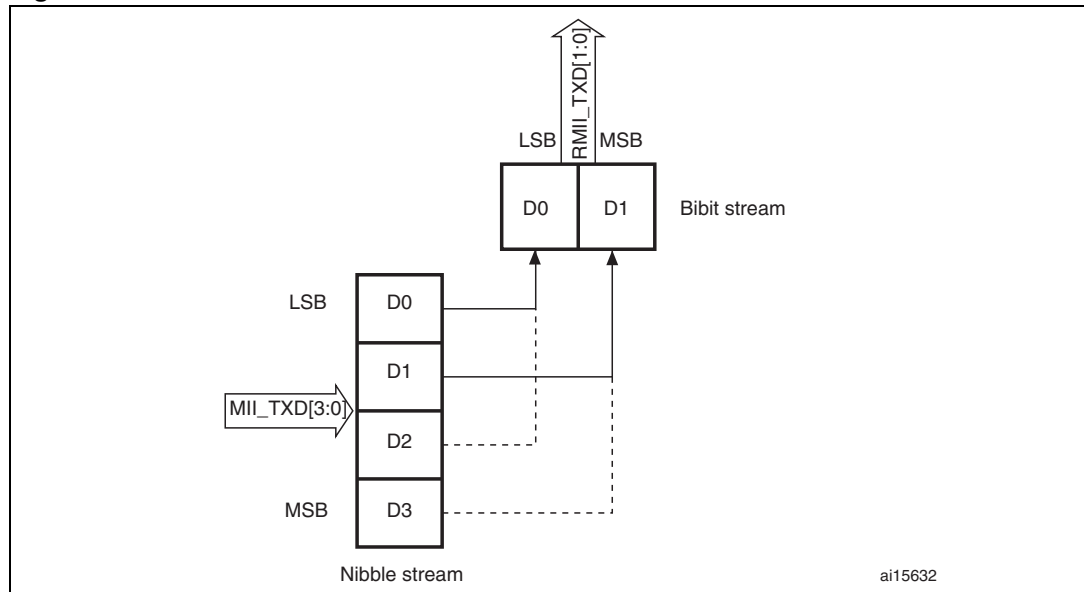 RMII_TXD[1:0]
LSB MSB
D0 D1 Bibit stream
LSB D0
D1
MII_TXD[3:0]
D2
MSB D3
Nibble stream
ai15632